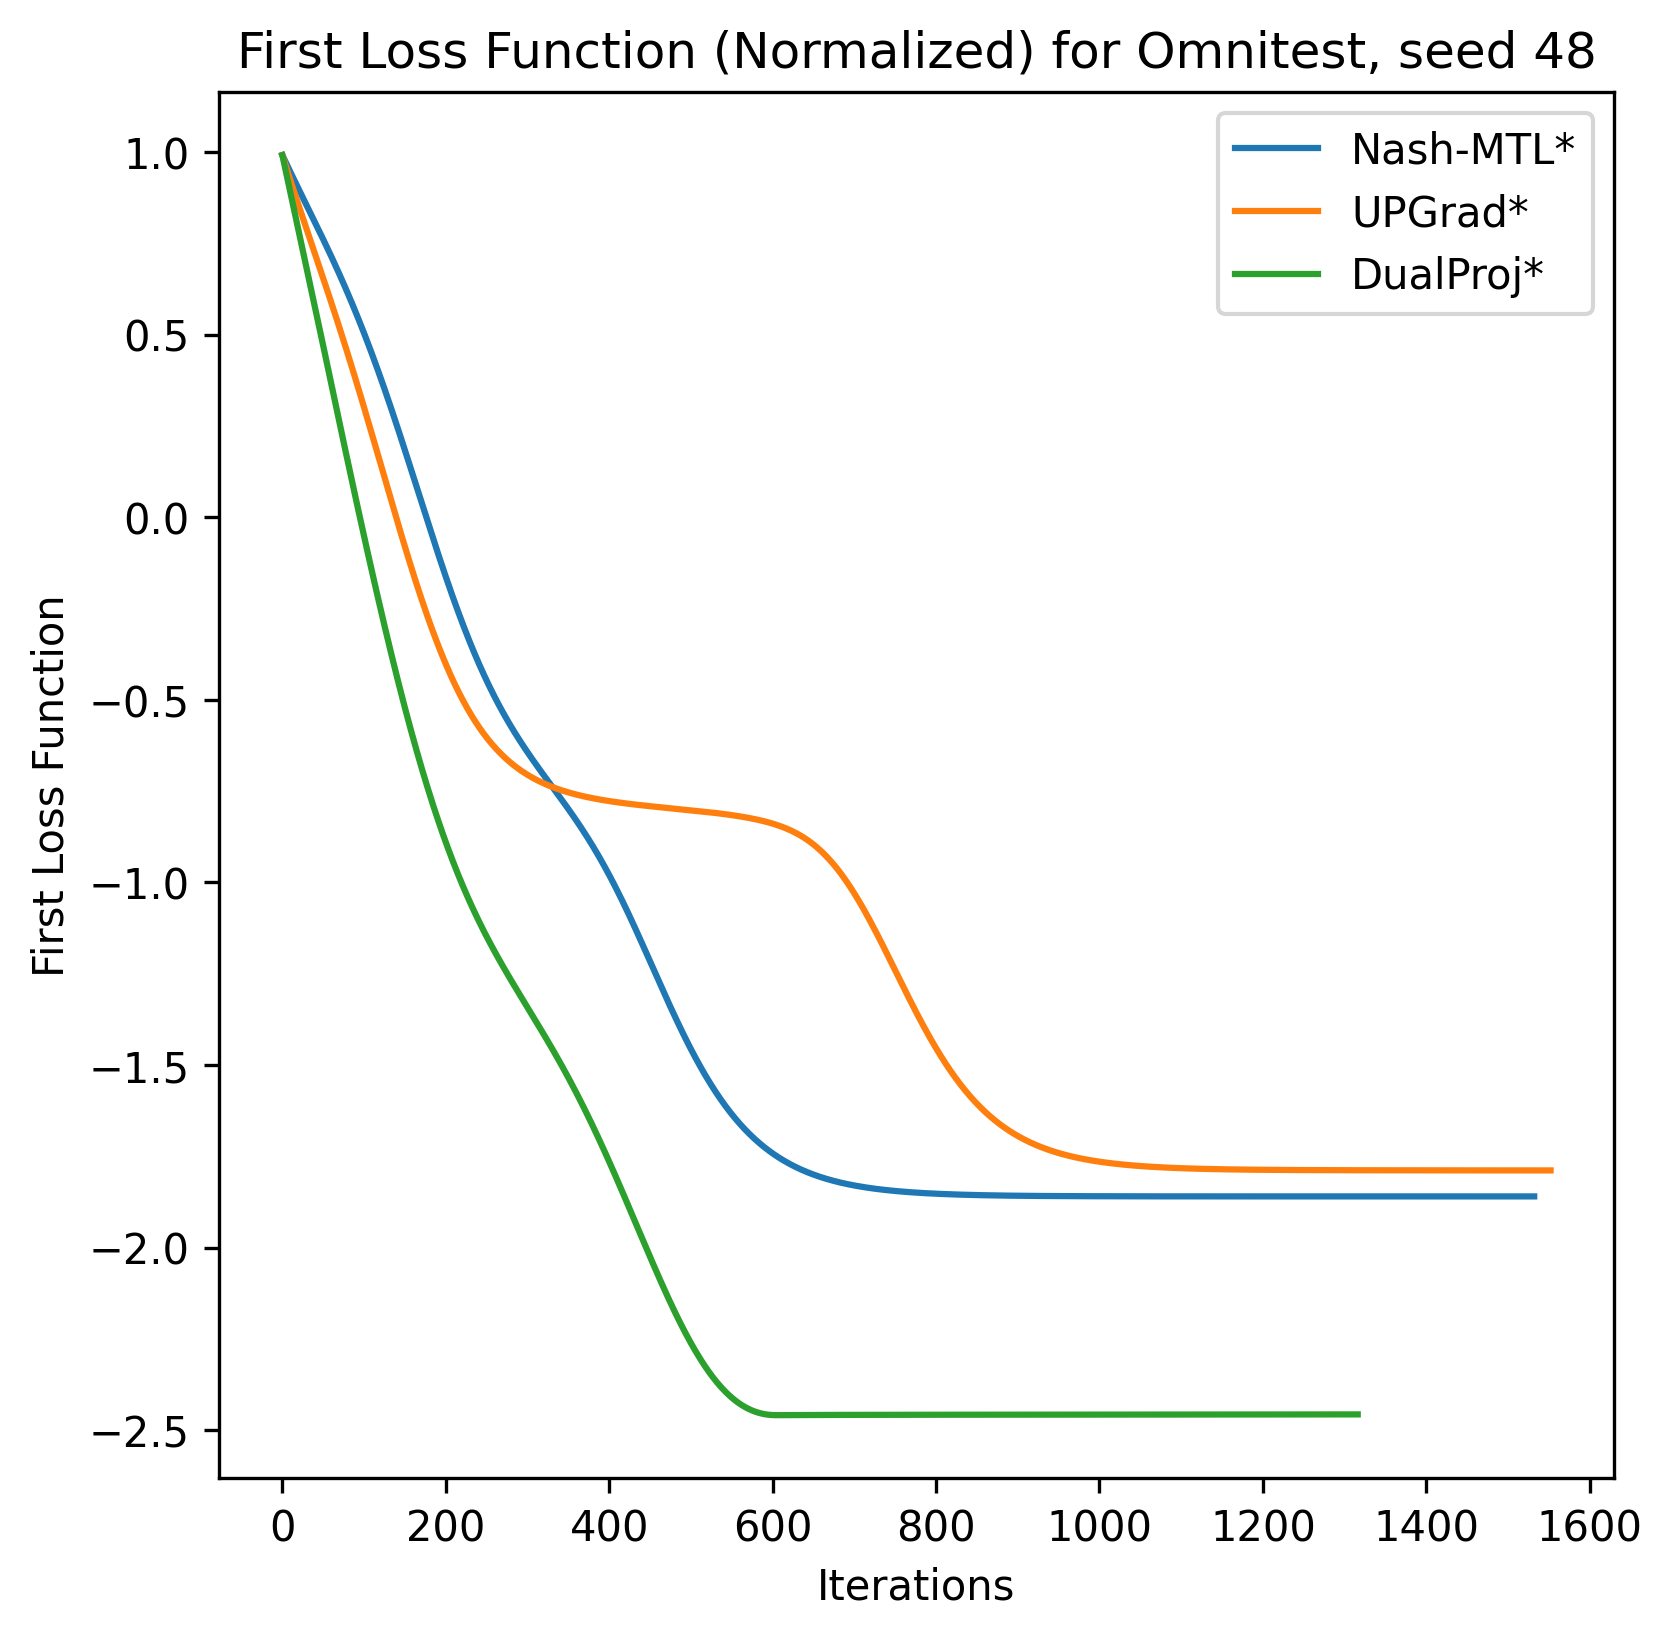 First Loss Function (Normalized) for Omnitest, seed 48
Nash-MTL*
UPGrad*
DualProj*
1.0
0.5
0.0
−0.5
−1.0
−1.5
−2.0
−2.5
First Loss Function
0 200 400 600 800 1000 1200 1400 1600
Iterations